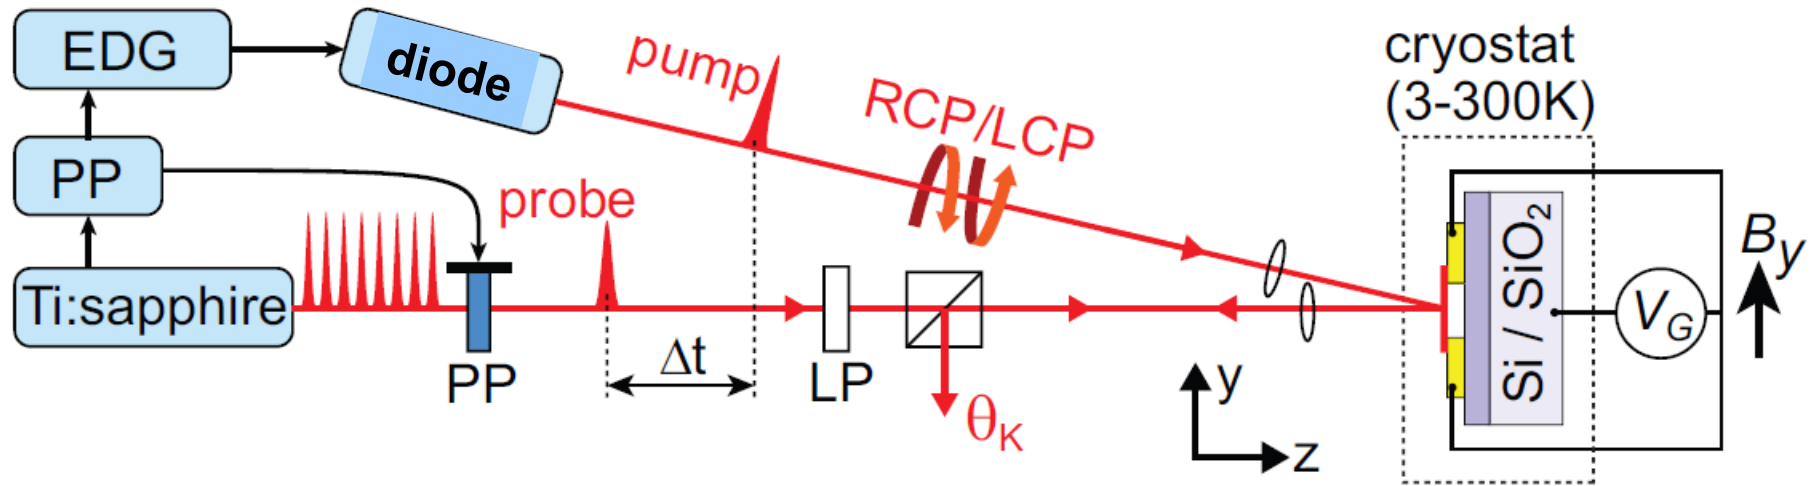 EDG
diode
pump
RCP/LCP
cryostat
(3-300K)
PP
probe
Ti:sapphire
PP
Δt
LP
θK
y
z
Si / SiO2
VG
By